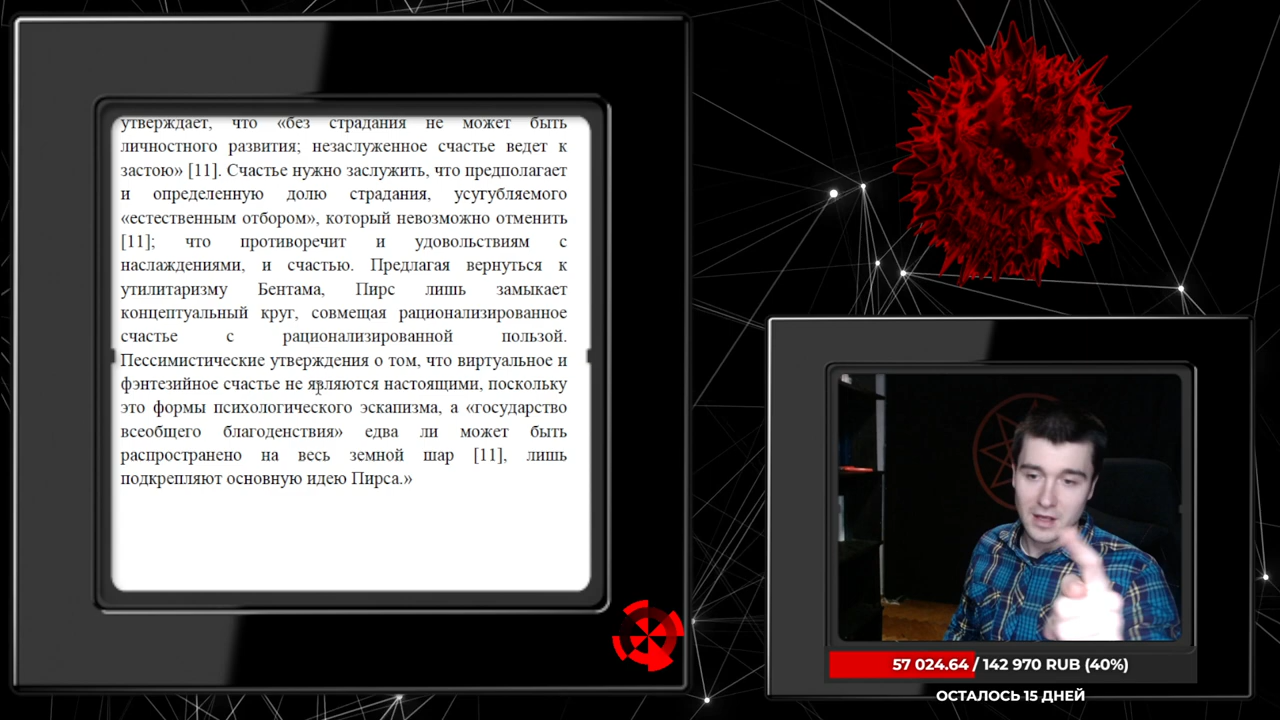 утверждает, что «без страдания не может быть
личностного развития; незаслуженное счастье ведет к
застою» [11]. Счастье нужно заслужить, что предполагает
и определенную долю страдания, усугубляемого
«естественным отбором», который невозможно отменить
[11]; что противоречит и удовольствиям с
наслаждениями, и счастью. Предлагая вернуться к
утилитаризму Бентама, Пирс лишь замыкает
концептуальный круг, совмещая рационализированное
счастье с рационализированной пользой.
Пессимистические утверждения о том, что виртуальное и
фэнтезийное счастье не являются настоящими, поскольку
это формы психологического эскапизма, а «государство
всеобщего благоденствия» едва ли может быть
распространено на весь земной шар [11], лишь
подкрепляют основную идею Пирса.»
57 024.64 / 142 970 RUB (40%)
ОСТАЛОСЬ 15 ДНЕЙ